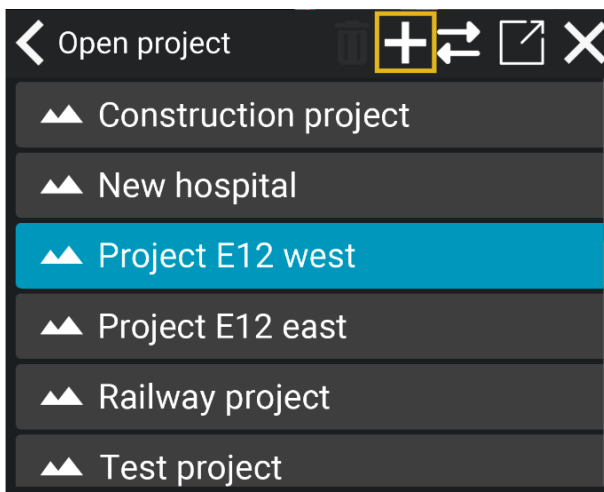 Open project
Construction project
New hospital
Project E12 west
Project E12 east
Railway project
Test project